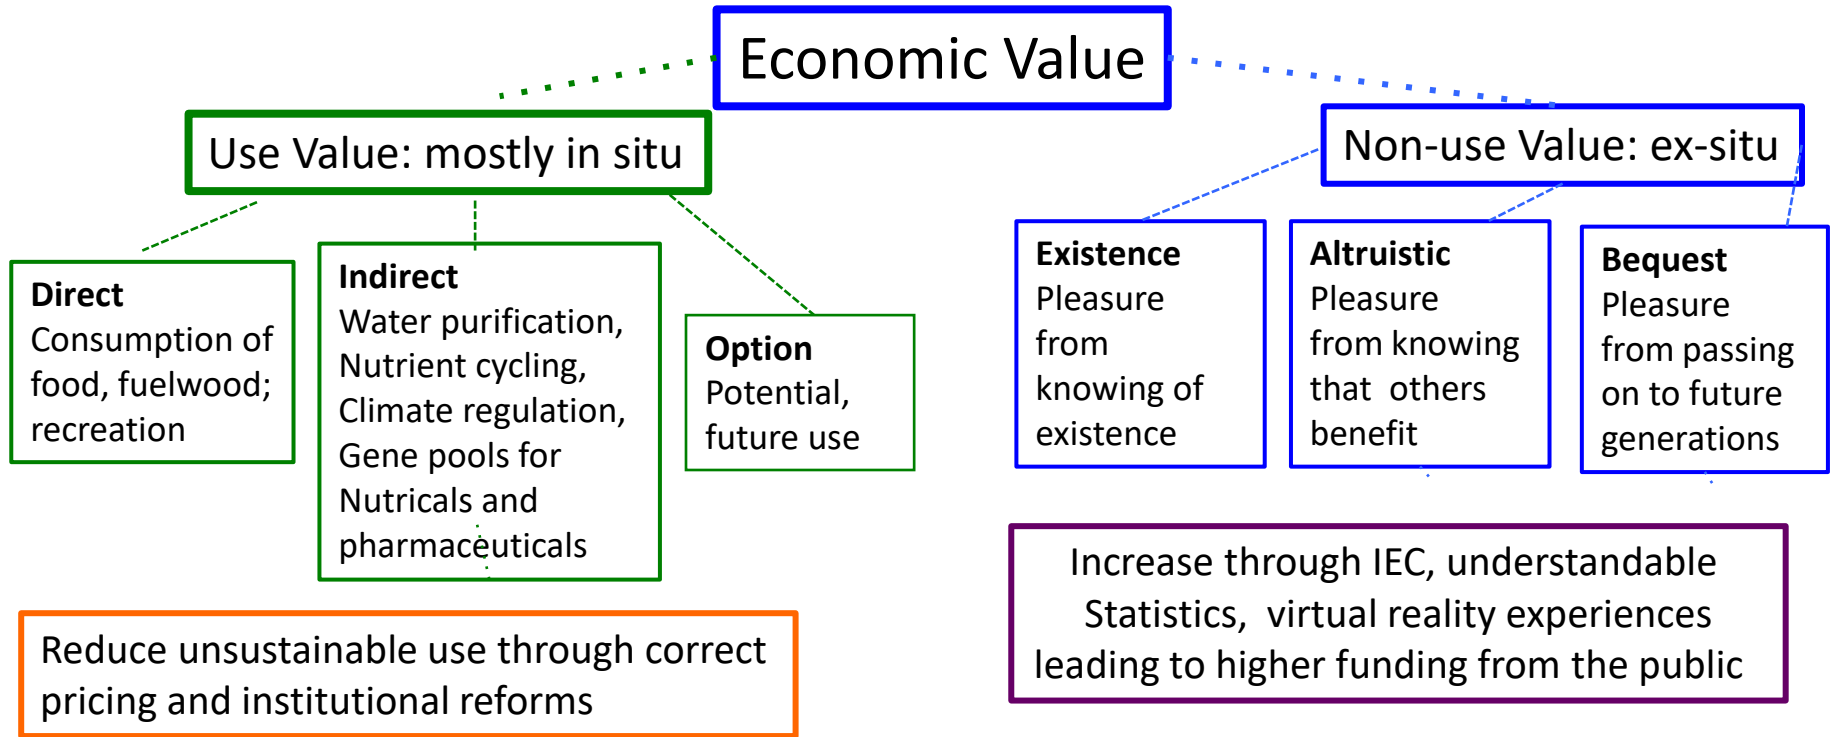 Economic Value
Use Value: mostly in situ
Non-use Value: ex-situ
Direct
Consumption of
food, fuelwood;
recreation
Indirect
Water purification,
Nutrient cycling,
Climate regulation,
Gene pools for
Nutricals and
pharmaceuticals
Option
Potential,
future use
Existence
Pleasure
from
knowing of
existence
Altruistic
Pleasure
from knowing
that others
benefit
Bequest
Pleasure
from passing
on to future
generations
Reduce unsustainable use through correct
pricing and institutional reforms
Increase through IEC, understandable
Statistics, virtual reality experiences
leading to higher funding from the public